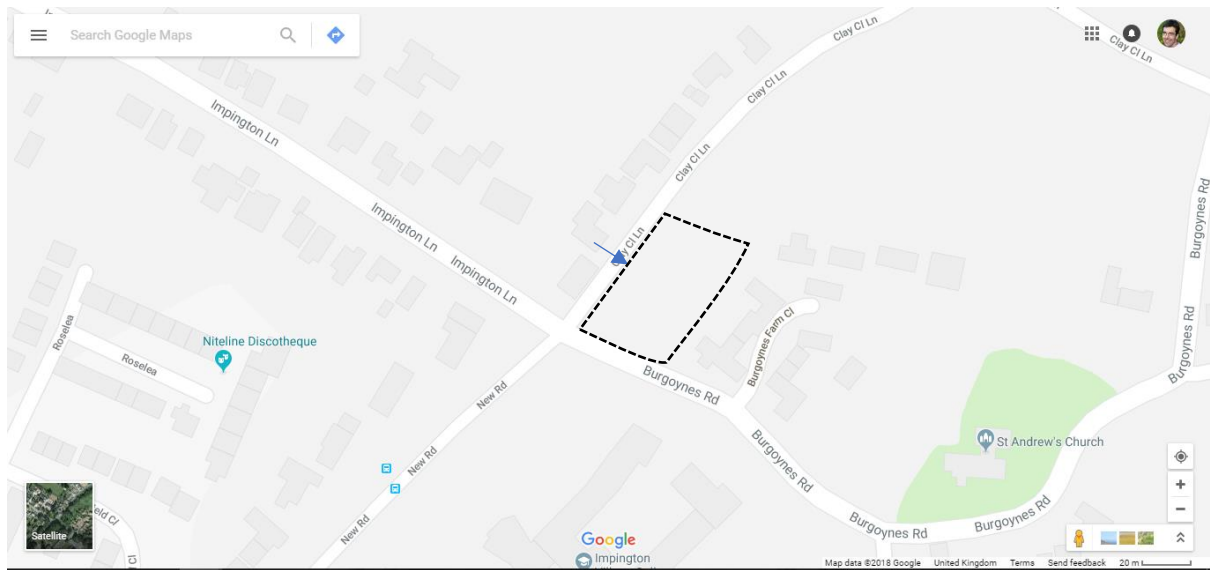 Search Google Maps
Clay Cl Ln
Clay Cl Ln
Clay Cl Ln
Impington Ln
Clay Cl Ln
Burgoynes Rd
Impington Ln
Clay Cl Ln
Impington Ln
Burgoynes Rd
Roselea
Niteline Discotheque
Roselea
Burgoynes Farm Cl
Burgoynes Rd
New Rd
St Andrew's Church
New Rd
Burgoynes Rd
Satellite
New Rd
Burgoynes Rd
Burgoynes Rd
Google
Impington
Map data ©2018 Google United Kingdom Terms Send feedback 20 m